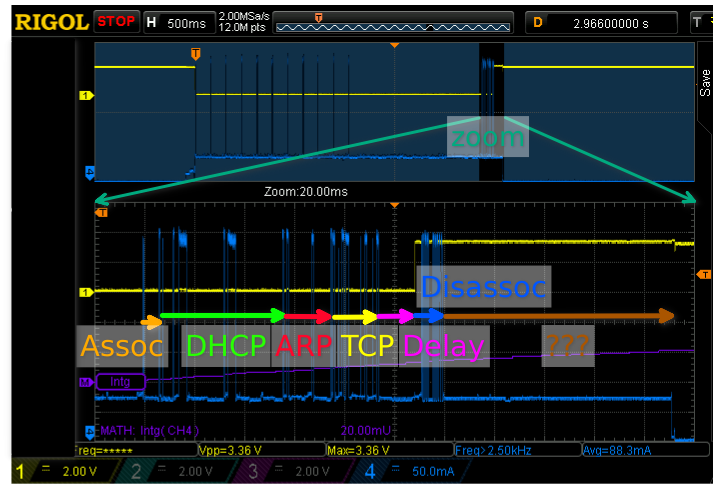 RIGOL STOP H 500ms 2.00MSa/s 12.0M pts T D 2.96600000 s T
T
1
Save
zoom
Zoom:20.00ms
T
1 T
Disassoc
Assoc DHCP ARP TCP Delay ???
M Intg
MATH: Intg( CH4 ) 20.00mU
req=***** Vpp=3.36 V Max=3.36 V Freq>2.50kHz Avg=88.3mA
1 = 2.00 V 2 = 2.00 V 3 = 2.00 V 4 = 50.0mA